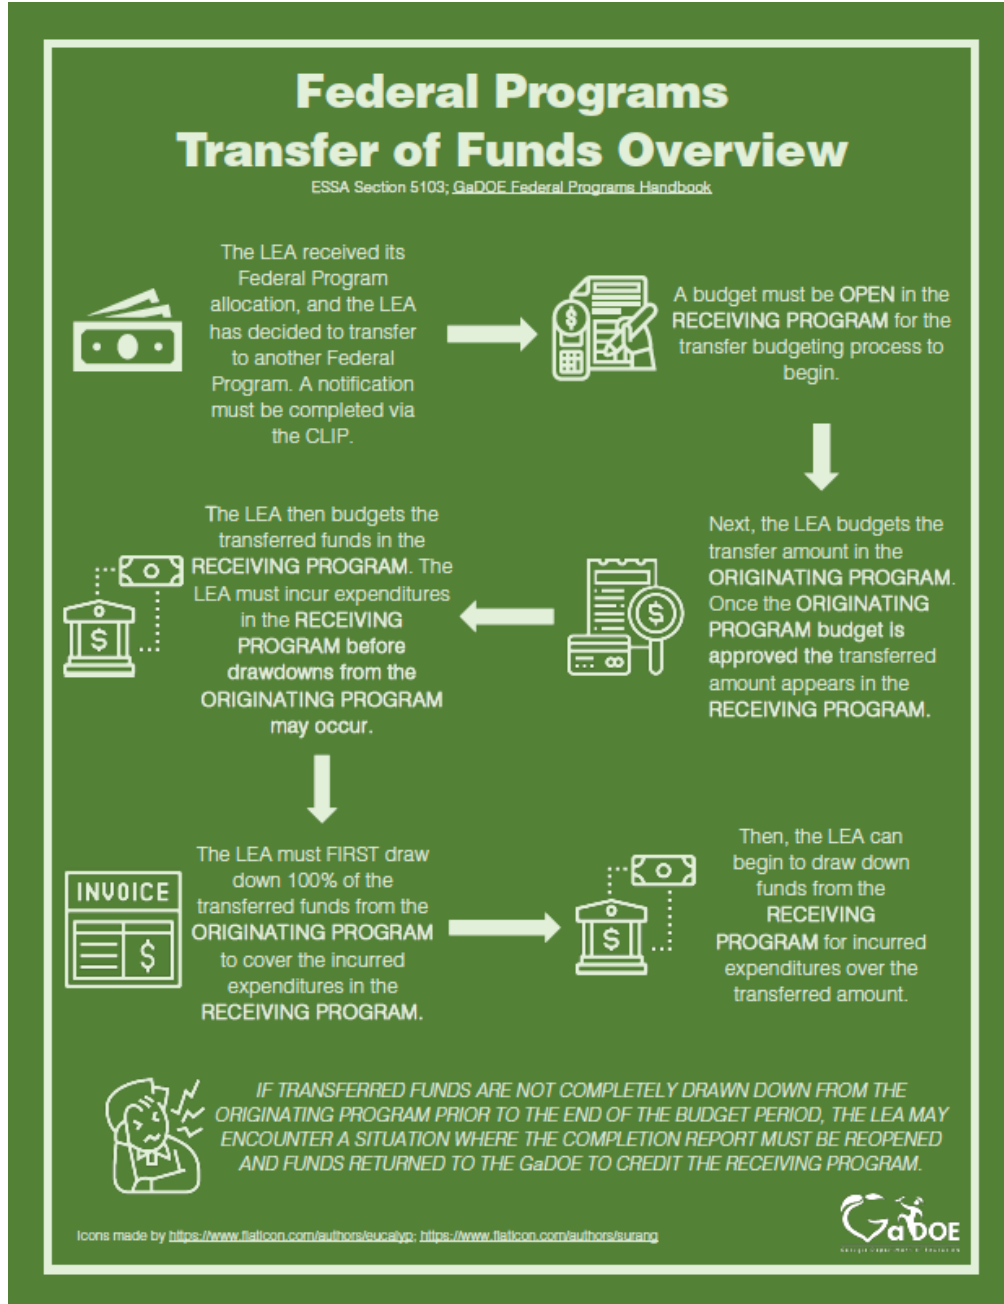 Federal Programs
Transfer of Funds Overview
ESSA Section 5103; GaDOE Federal Programs Handbook
The LEA received its
Federal Program
allocation, and the LEA
has decided to transfer
to another Federal
Program. A notification
must be completed via
the CLIP.
A budget must be OPEN in the
RECEIVING PROGRAM for the
transfer budgeting process to
begin.
Next, the LEA budgets the
transfer amount in the
ORIGINATING PROGRAM.
Once the ORIGINATING
PROGRAM budget is
approved the transferred
amount appears in the
RECEIVING PROGRAM.
The LEA then budgets the
transferred funds in the
RECEIVING PROGRAM. The
LEA must incur expenditures
in the RECEIVING
PROGRAM before
drawdowns from the
ORIGINATING PROGRAM
may occur.
INVOICE
The LEA must FIRST draw
down 100% of the
transferred funds from the
ORIGINATING PROGRAM
to cover the incurred
expenditures in the
RECEIVING PROGRAM.
Then, the LEA can
begin to draw down
funds from the
RECEIVING
PROGRAM for incurred
expenditures over the
transferred amount.
IF TRANSFERRED FUNDS ARE NOT COMPLETELY DRAWN DOWN FROM THE
ORIGINATING PROGRAM PRIOR TO THE END OF THE BUDGET PERIOD, THE LEA MAY
ENCOUNTER A SITUATION WHERE THE COMPLETION REPORT MUST BE REOPENED
AND FUNDS RETURNED TO THE GaDOE TO CREDIT THE RECEIVING PROGRAM.
Icons made by https://www.flaticon.com/authors/eucalyp; https://www.flaticon.com/authors/surang
GaDOE